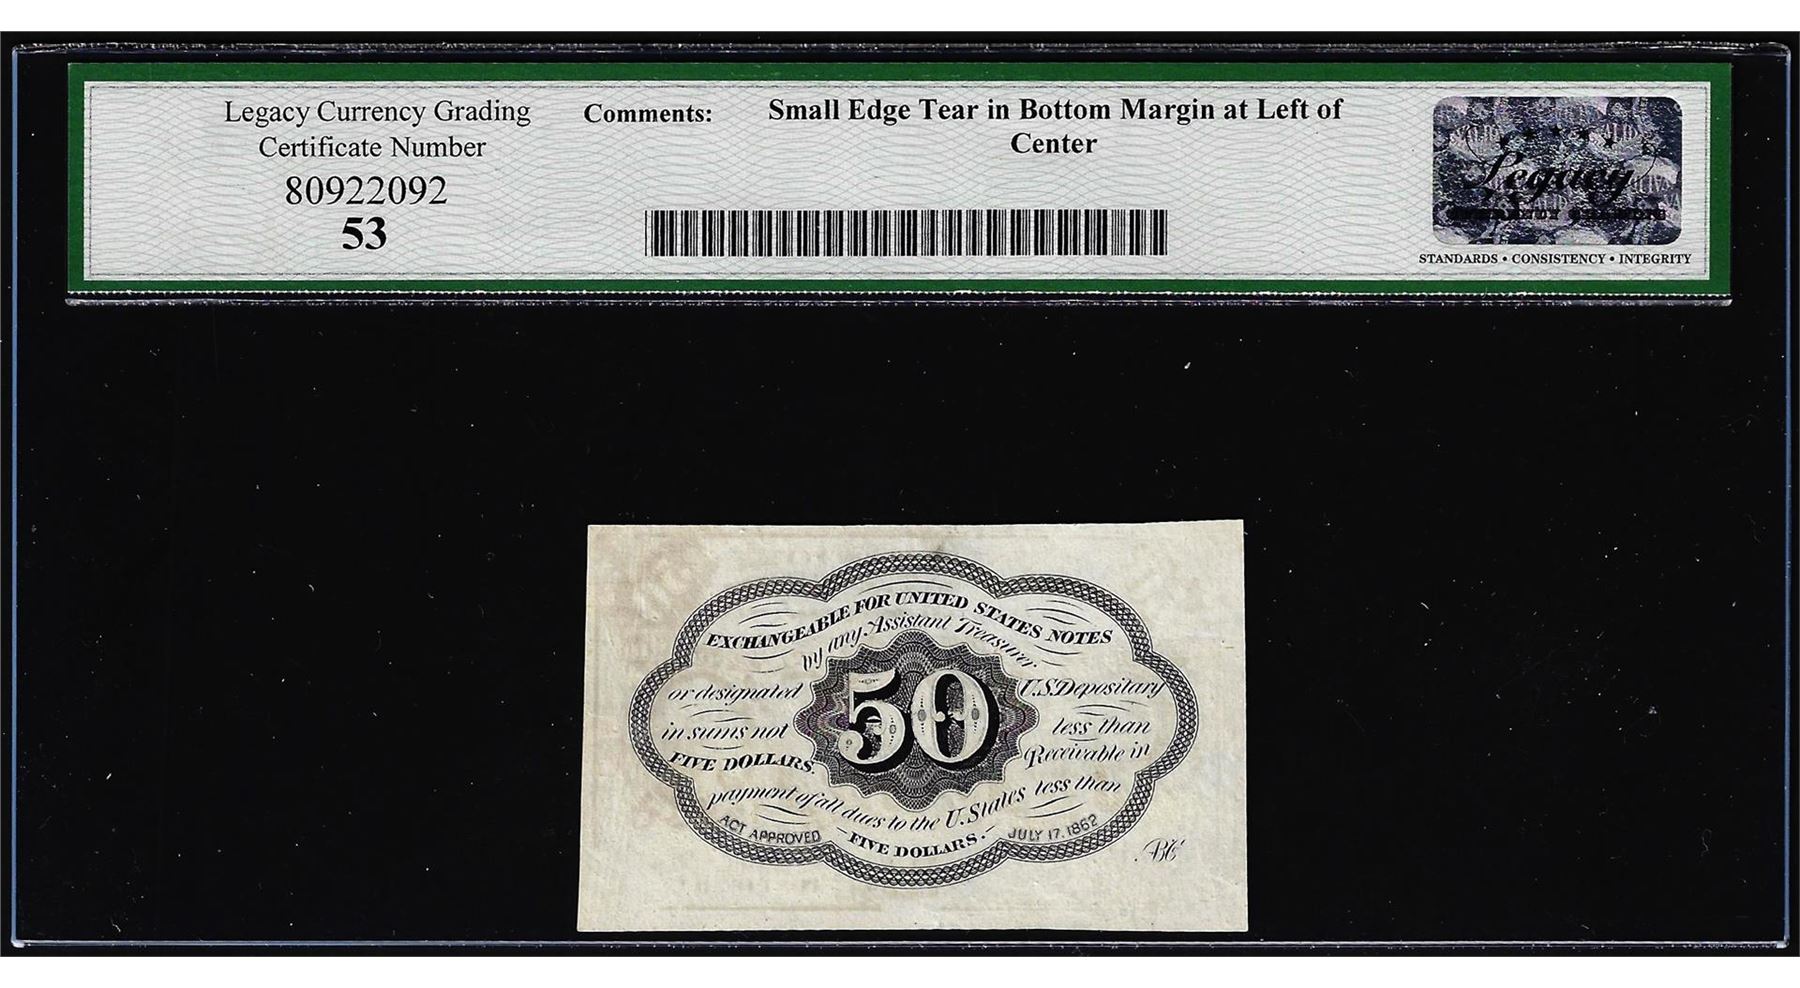 Legacy Currency Grading
Certificate Number
80922092
53
Comments:
Small Edge Tear in Bottom Margin at Left of
Center
Legacy
STANDARDS • CONSISTENCY • INTEGRITY
EXCHANGEABLE FOR UNITED STATES NOTES
by any Assistant Treasurer
or designated
U.S. Depositary
in sums not
less than
FIVE DOLLARS.
Receivable in
payment of all dues to the U. States less than
FIVE DOLLARS.
ACT APPROVED
JULY 17. 1862
50